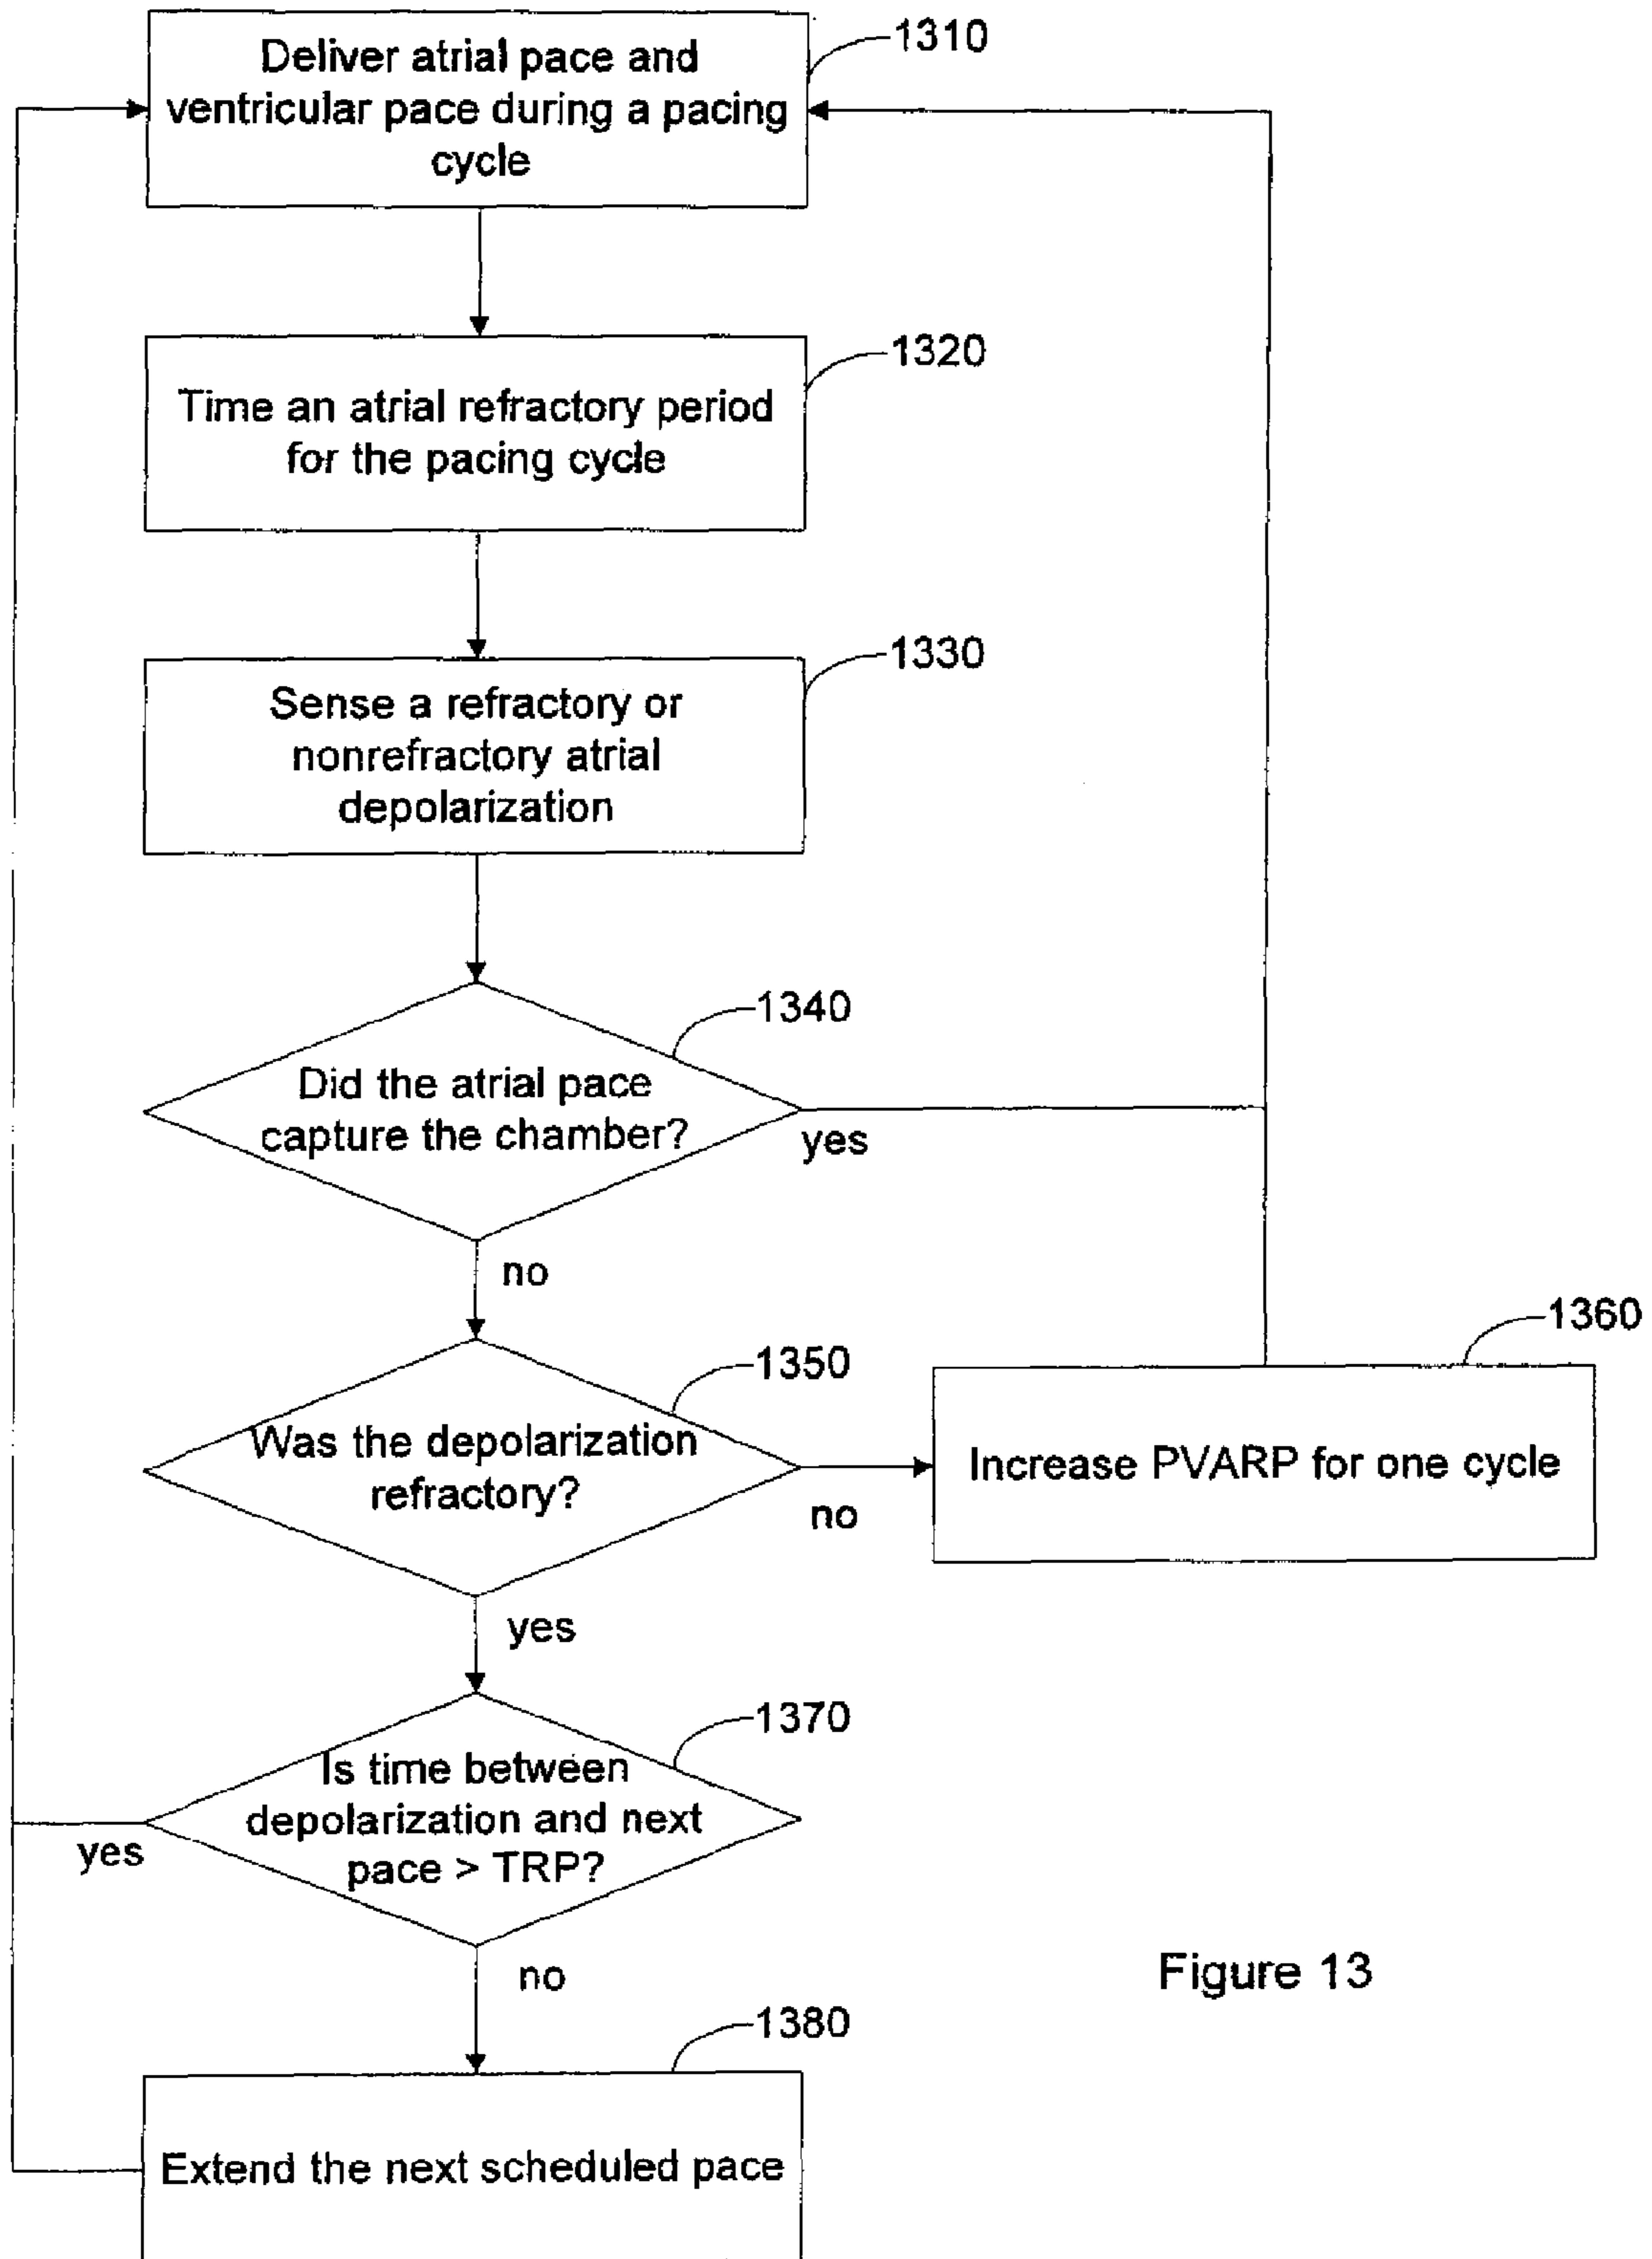 1310
Deliver atrial pace and
ventricular pace during a pacing
cycle
1320
Time an atrial refractory period
for the pacing cycle
1330
Sense a refractory or
nonrefractory atrial
depolarization
1340
Did the atrial pace
capture the chamber?
yes
no
1350
Was the depolarization
refractory?
no
yes
1360
Increase PVARP for one cycle
1370
Is time between
depolarization and next
pace > TRP?
yes
no
1380
Extend the next scheduled pace
Figure 13